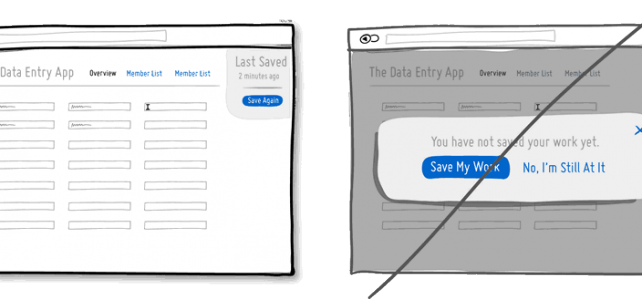 Data Entry App
Overview
Member List
Member List
Last Saved
2 minutes ago
Save Again
The Data Entry App
Overview
Member List
Member List
You have not saved your work yet.
Save My Work
No, I'm Still At It